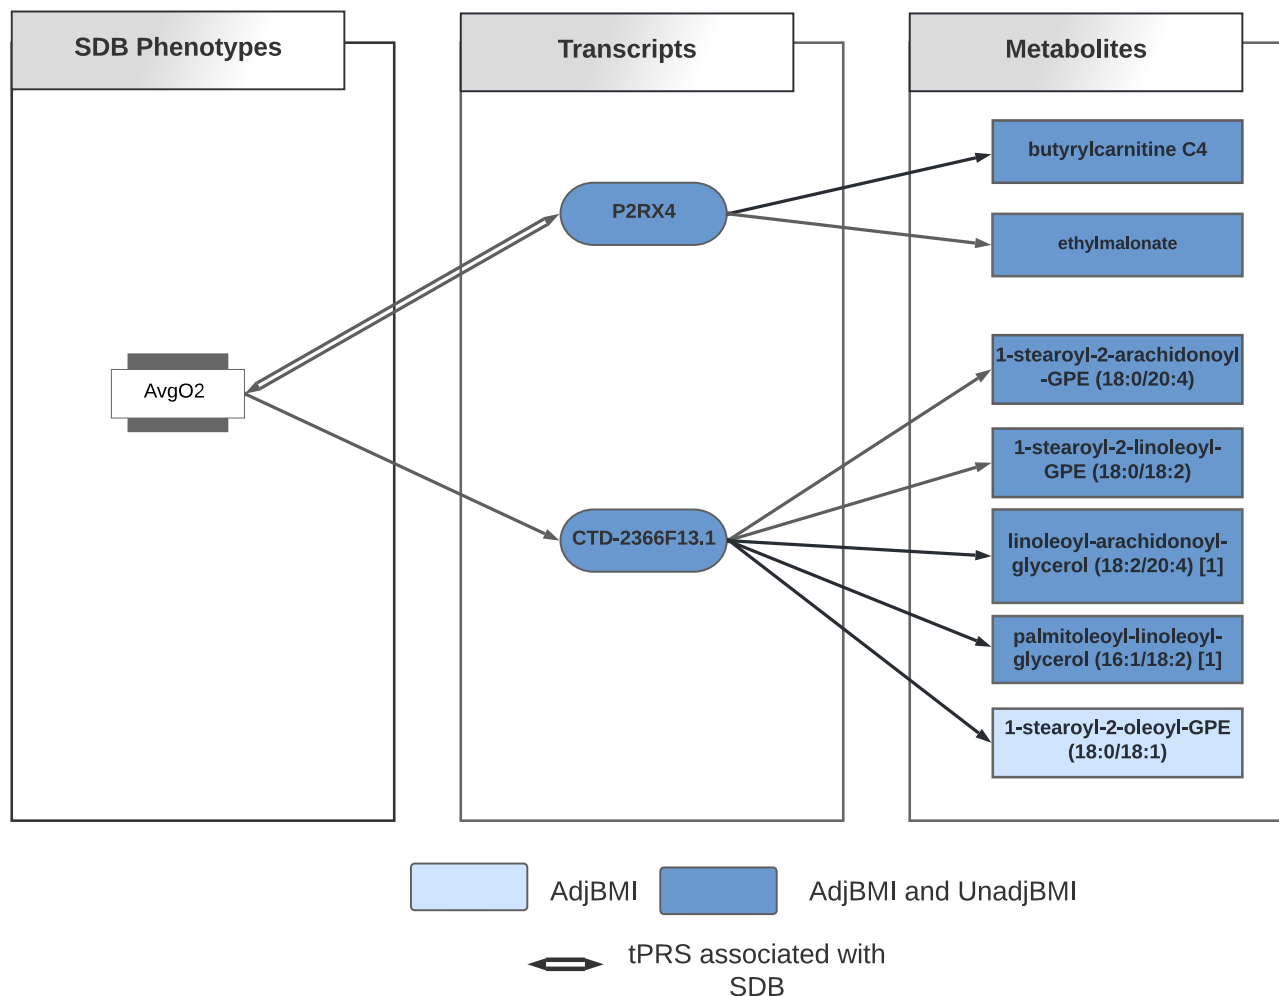 SDB Phenotypes
Transcripts
Metabolites
butyrylcarnitine C4
P2RX4
ethylmalonate
1-stearoyl-2-arachidonoyl
-GPE (18:0/20:4)
AvgO2
1-stearoyl-2-linoleoyl-
GPE (18:0/18:2)
CTD-2366F13.1
linoleoyl-arachidonoyl-
glycerol (18:2/20:4) [1]
palmitoleoyl-linoleoyl-
glycerol (16:1/18:2) [1]
1-stearoyl-2-oleoyl-GPE
(18:0/18:1)
AdjBMI
AdjBMI and UnadjBMI
tPRS associated with
SDB